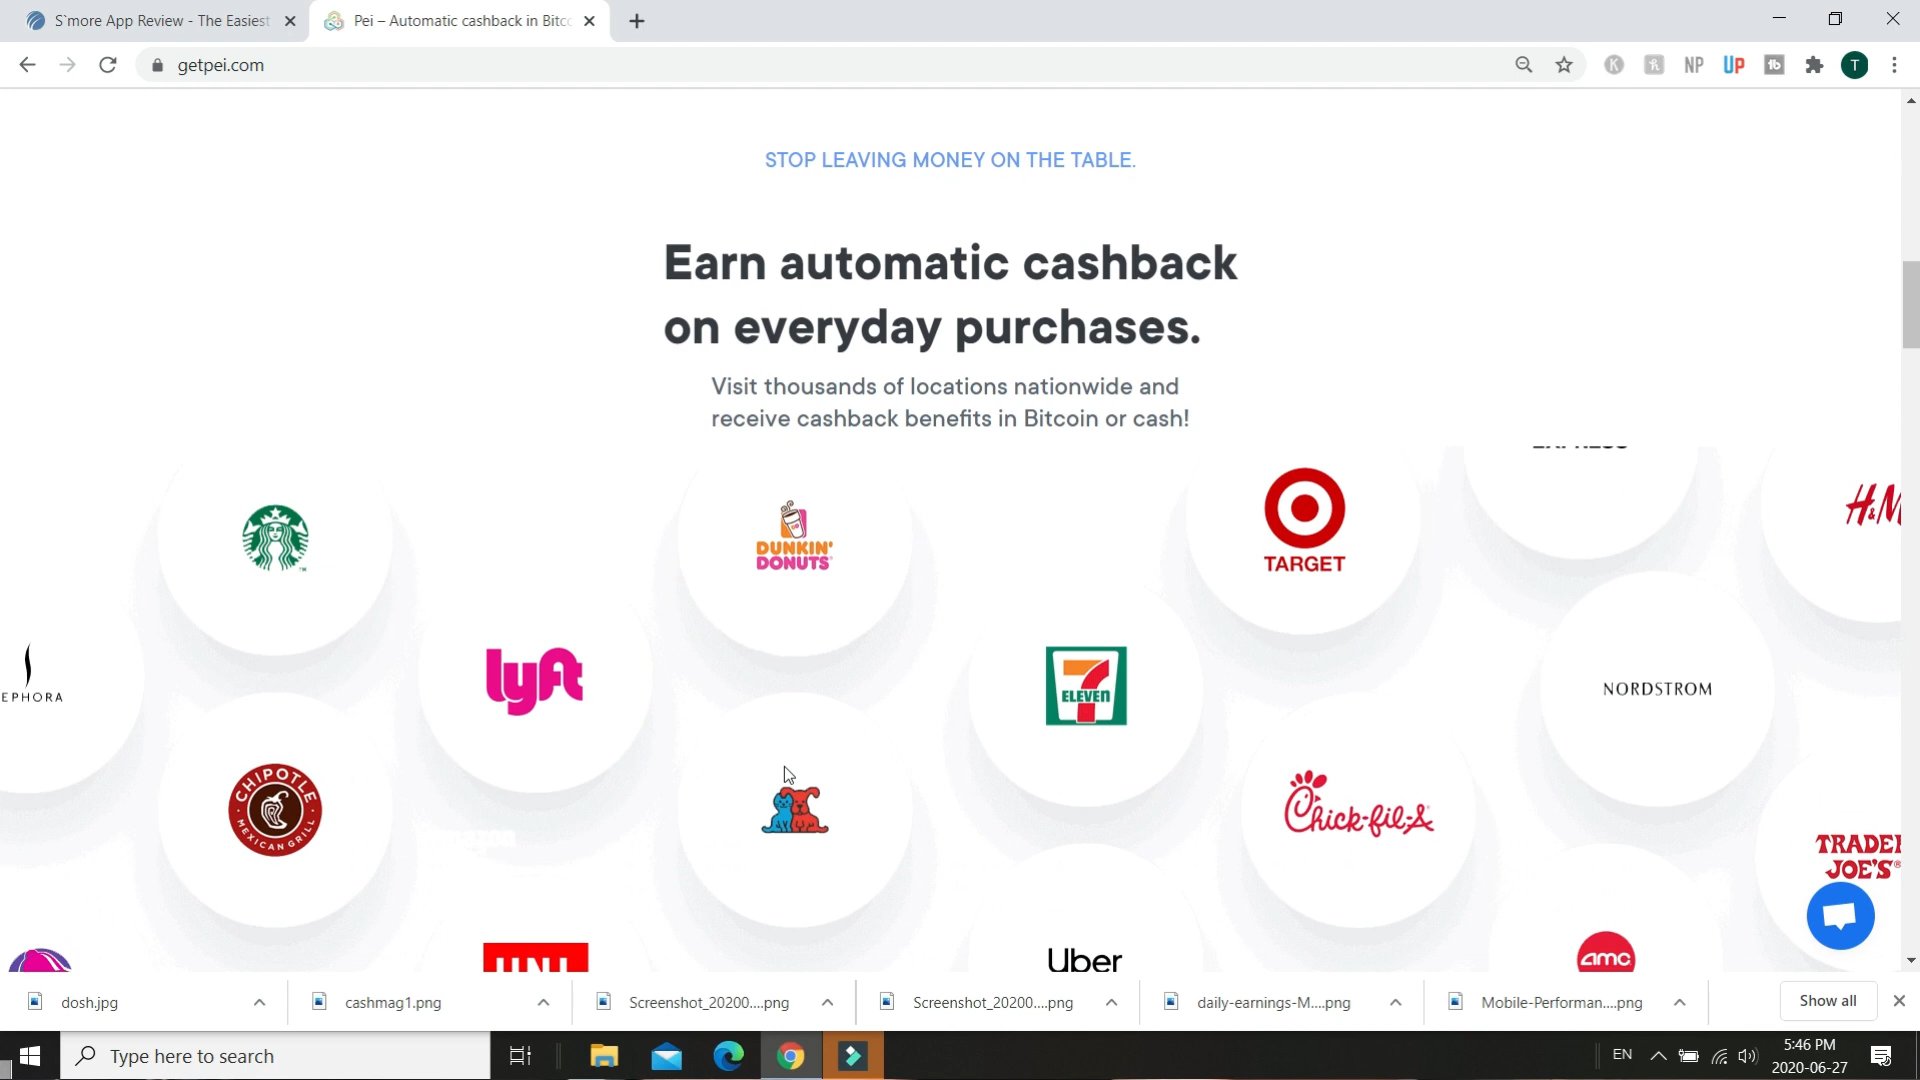 S`more App Review - The Easiest
Pei – Automatic cashback in Bitco
getpei.com
NP
UP
T
STOP LEAVING MONEY ON THE TABLE.
Earn automatic cashback
on everyday purchases.
Visit thousands of locations nationwide and
receive cashback benefits in Bitcoin or cash!
H&M
TARGET
DUNKIN'
DONUTS
EPHORA
lyft
7
ELEVEN
NORDSTROM
CHIPOTLE
MEXICAN GRILL
Chick-fil-A
TRADER
JOE'S
Uber
amc
dosh.jpg
cashmag1.png
Screenshot_20200....png
Screenshot_20200....png
daily-earnings-M....png
Mobile-Performan....png
Show all
Type here to search
EN
5:46 PM
2020-06-27